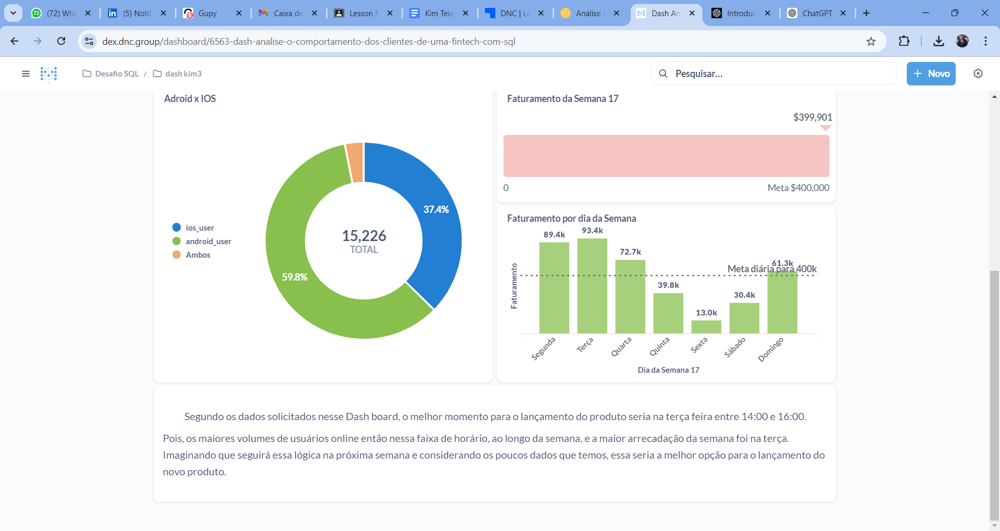 72
(72) Wha
(5) Notif
Gupy
Caixa de
Lesson N
Kim Teix
DNC | Le
Analise
Dash An
Introduc
ChatGPT
dex.dnc.group/dashboard/6563-dash-analise-o-comportamento-dos-clientes-de-uma-fintech-com-sql
Desafio SQL / dash kim3
Pesquisar...
+ Novo
Adroid x IOS
ios_user
android_user
Ambos
37.4%
59.8%
15,226
TOTAL
Faturamento da Semana 17
$399,901
0
Meta $400,000
Faturamento por dia da Semana
Faturamento
89.4k
93.4k
72.7k
39.8k
13.0k
30.4k
61.3k
Meta diária para 400k
Segunda
Terça
Quarta
Quinta
Sexta
Sábado
Domingo
Dia da Semana 17
Segundo os dados solicitados nesse Dash board, o melhor momento para o lançamento do produto seria na terça feira entre 14:00 e 16:00.
Pois, os maiores volumes de usuários online então nessa faixa de horário, ao longo da semana, e a maior arrecadação da semana foi na terça.
Imaginando que seguirá essa lógica na próxima semana e considerando os poucos dados que temos, essa seria a melhor opção para o lançamento do
novo produto.